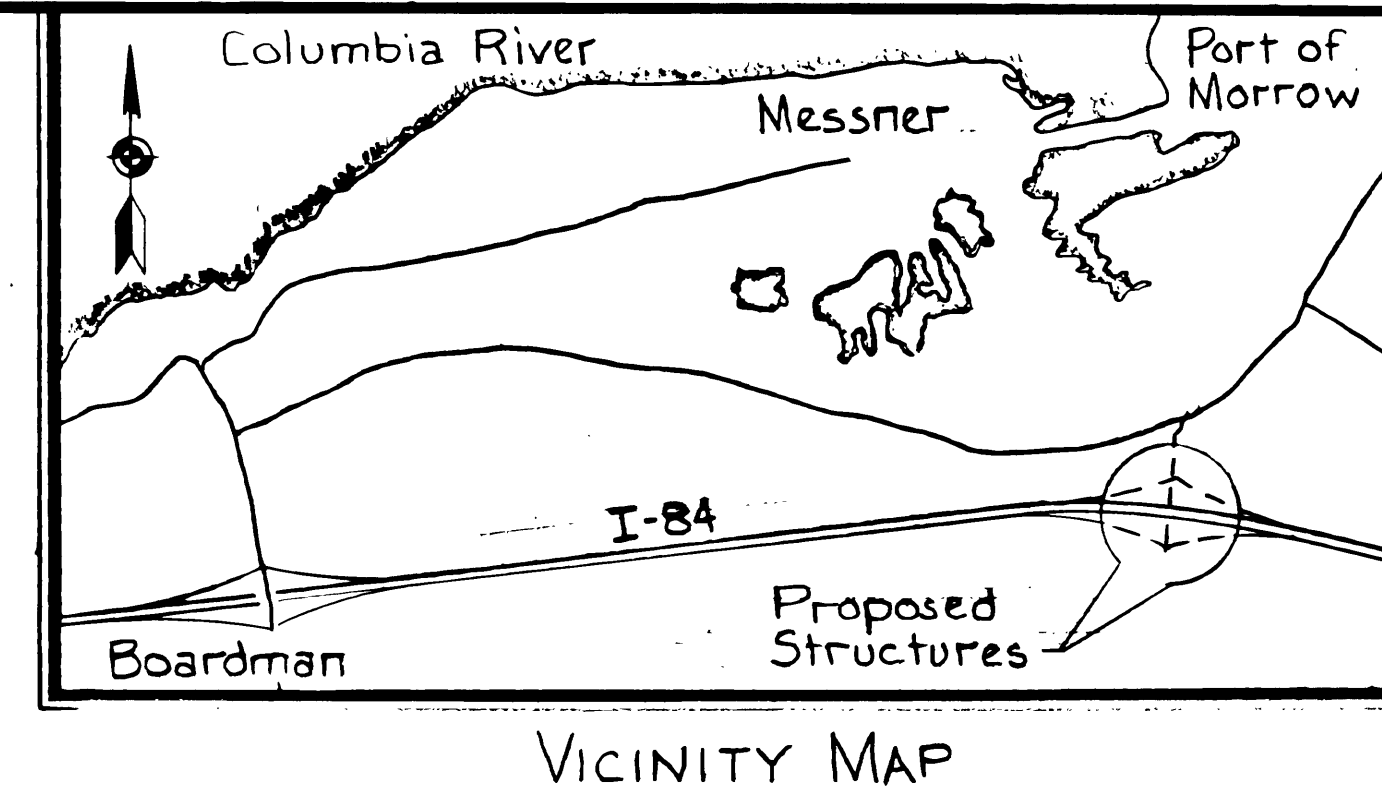 Columbia River
Port of
Morrow
Messner
I-84
Proposed
Structures
Boardman
VICINITY MAP